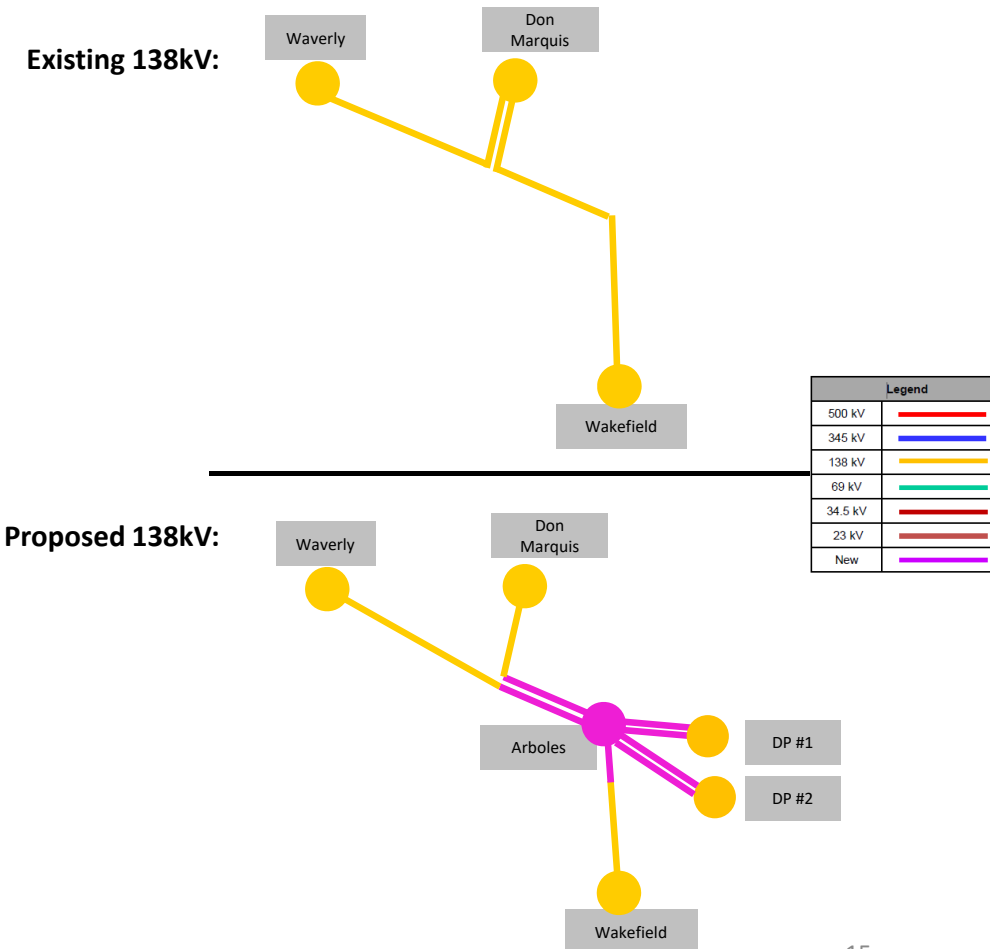 Existing 138kV:
Waverly
Don
Marquis
Wakefield
Legend
500 kV
345 kV
138 kV
69 kV
34.5 kV
23 kV
New
Proposed 138kV:
Waverly
Don
Marquis
Arboles
DP #1
DP #2
Wakefield
15